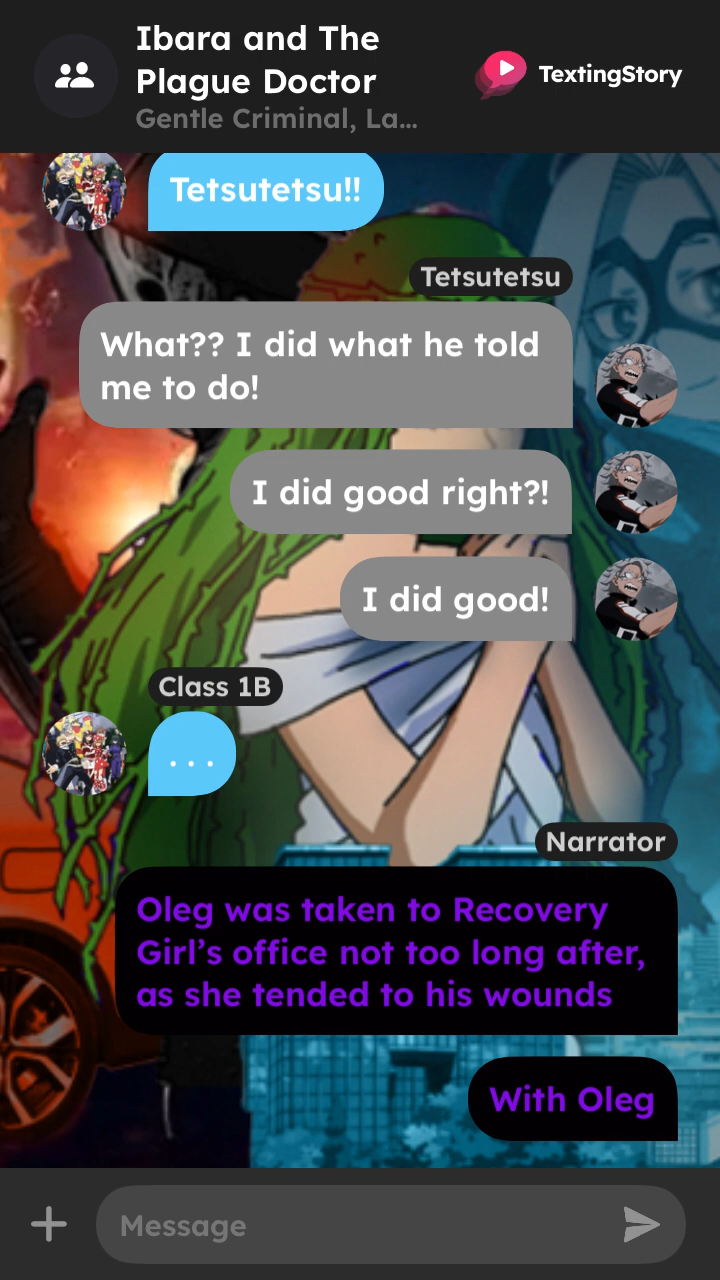 Ibara and The
Plague Doctor
Gentle Criminal, La...
TextingStory
Tetsutetsu!!
Tetsutetsu
What?? I did what he told
me to do!
I did good right?!
I did good!
Class 1B
...
Narrator
Oleg was taken to Recovery
Girl’s office not too long after,
as she tended to his wounds
With Oleg
Message